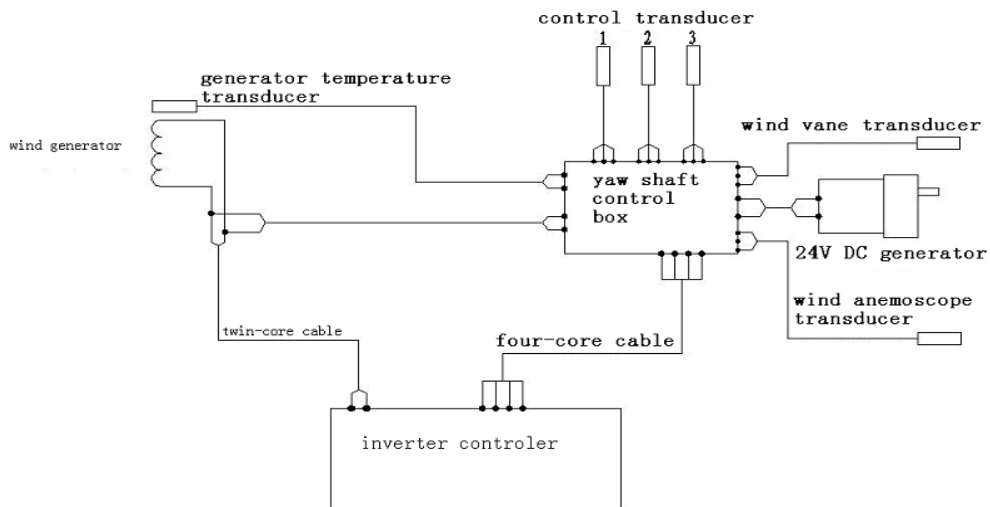 control transducer
1 2 3
generator temperature
transducer
wind generator
wind vane transducer
yaw shaft
control
box
24V DC generator
wind anemoscope
transducer
twin-core cable
four-core cable
inverter controler